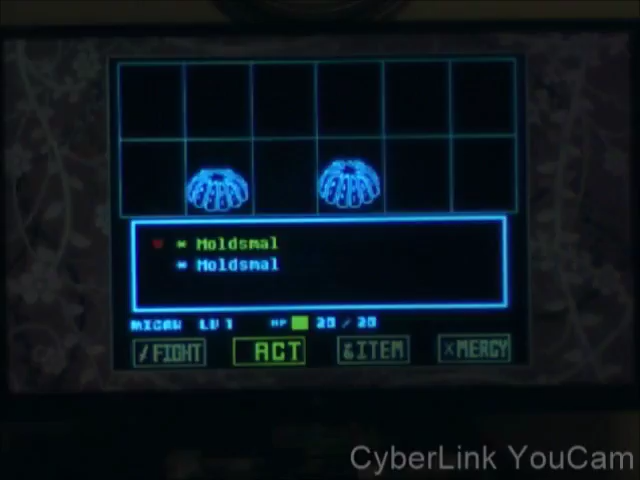 * Moldsmal
* Moldsmal
LV 1 HP 20 / 20
FIGHT ACT ITEM MERCY
CyberLink YouCam